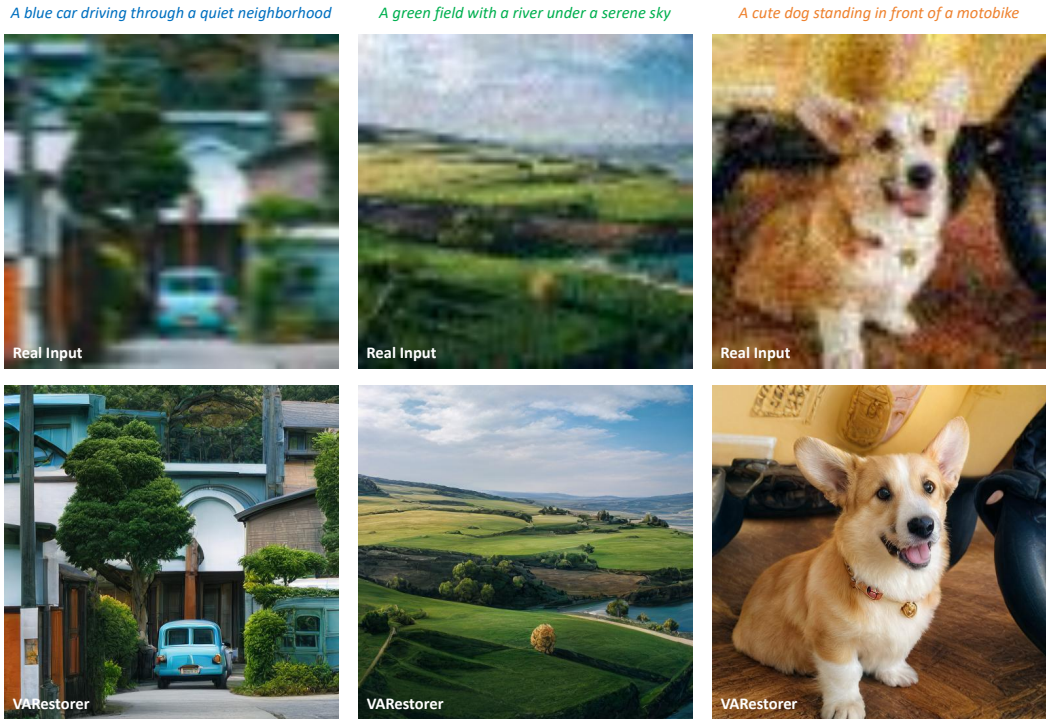 A blue car driving through a quiet neighborhood
A green field with a river under a serene sky
A cute dog standing in front of a motobike
Real Input
Real Input
Real Input
VARestorer
VARestorer
VARestorer